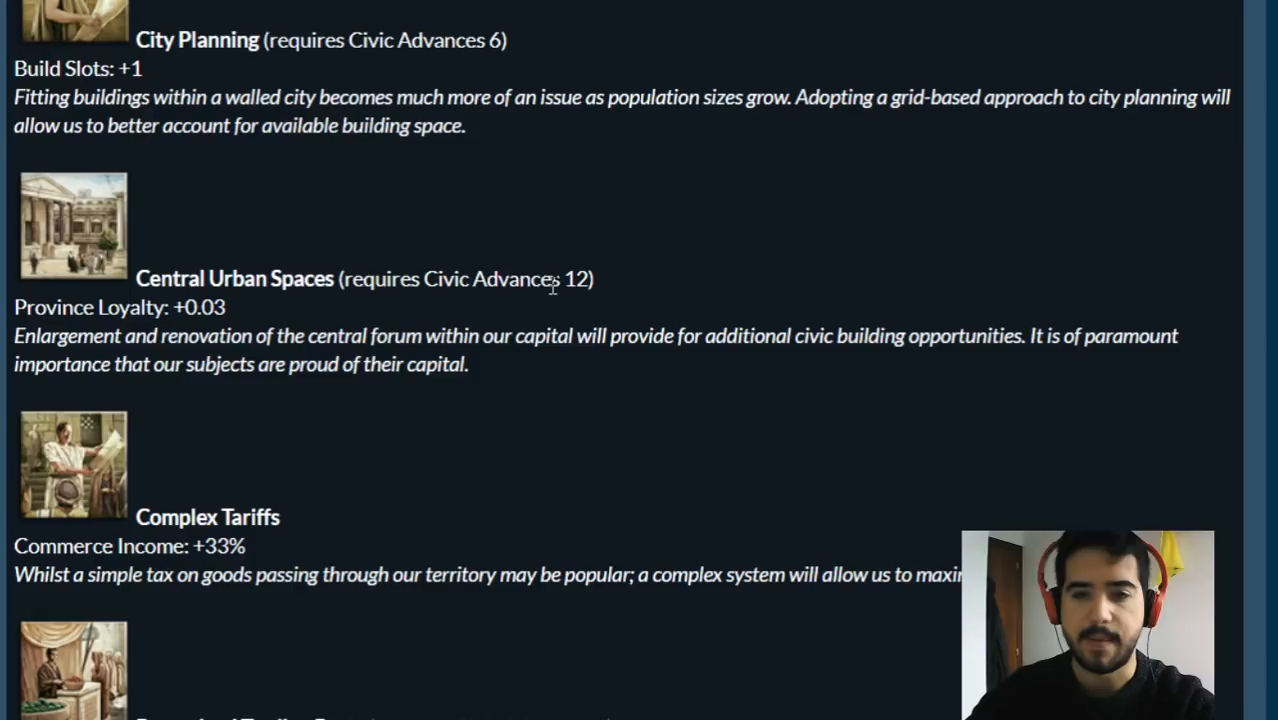 City Planning (requires Civic Advances 6)
Build Slots: +1
Fitting buildings within a walled city becomes much more of an issue as population sizes grow. Adopting a grid-based approach to city planning will
allow us to better account for available building space.
Central Urban Spaces (requires Civic Advances 12)
Province Loyalty: +0.03
Enlargement and renovation of the central forum within our capital will provide for additional civic building opportunities. It is of paramount
importance that our subjects are proud of their capital.
Complex Tariffs
Commerce Income: +33%
Whilst a simple tax on goods passing through our territory may be popular; a complex system will allow us to